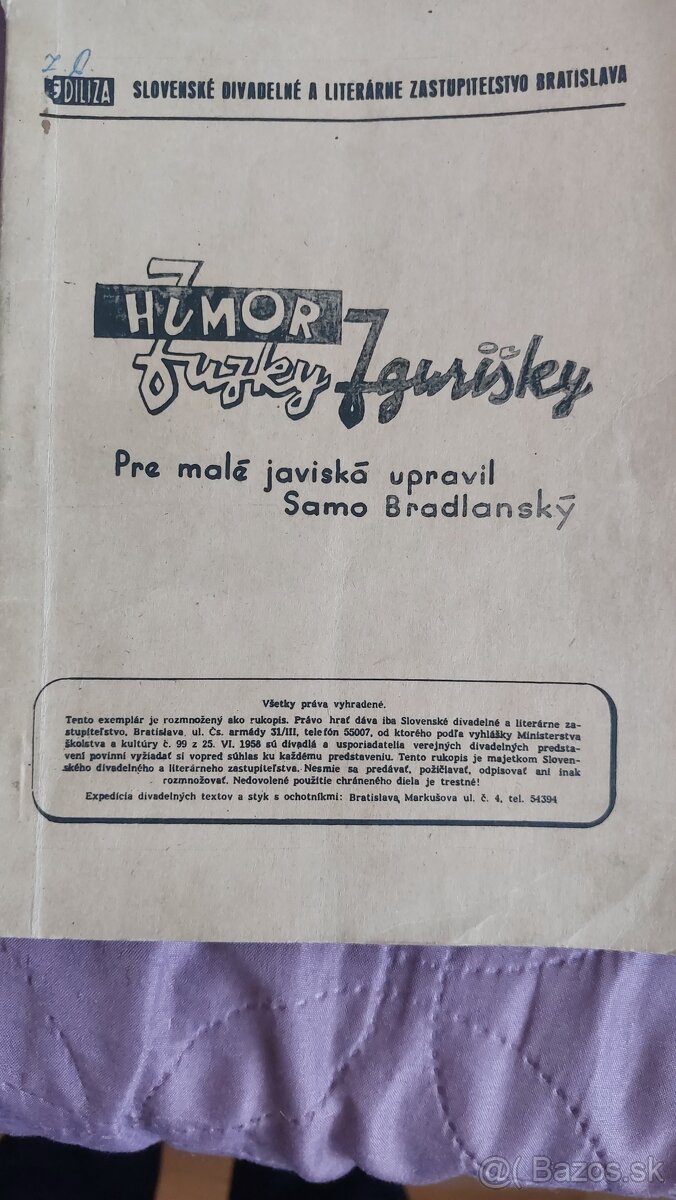 Z. P.
DILIZA SLOVENSKÉ DIVADELNÉ A LITERÁRNE ZASTUPITEĽSTVO BRATISLAVA
HUMOR
Zuzky Zgurišky
Pre malé javiská upravil
Samo Bradlanský
Všetky práva vyhradené.
Tento exemplár je rozmnožený ako rukopis. Právo hrať dáva iba Slovenské divadelné a literárne za-
stupiteľstvo, Bratislava, ul. Čs. armády 31/III, telefón 55007, od ktorého podľa vyhlášky Ministerstva
školstva a kultúry č. 99 z 25. VI. 1958 sú divadlá a usporiadatelia verejných divadelných predsta-
vení povinní vyžiadať si vopred súhlas ku každému predstaveniu. Tento rukopis je majetkom Sloven-
ského divadelného a literárneho zastupiteľstva. Nesmie sa predávať, požičiavať, odpisovať ani inak
rozmnožovať. Nedovolené použitie chráneného diela je trestné!
Expedícia divadelných textov a styk s ochotníkmi: Bratislava, Markušova ul. č. 4, tel. 54394
@( Bazos.sk